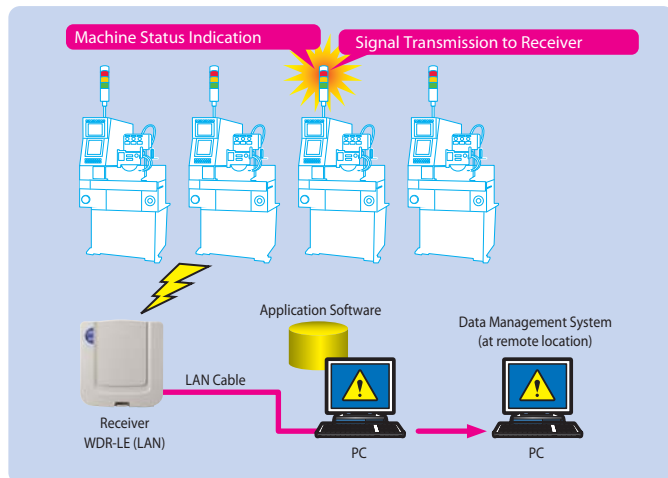 Machine Status Indication
Signal Transmission to Receiver
Application Software
Data Management System
(at remote location)
LAN Cable
Receiver
WDR-LE (LAN)
PC
PC